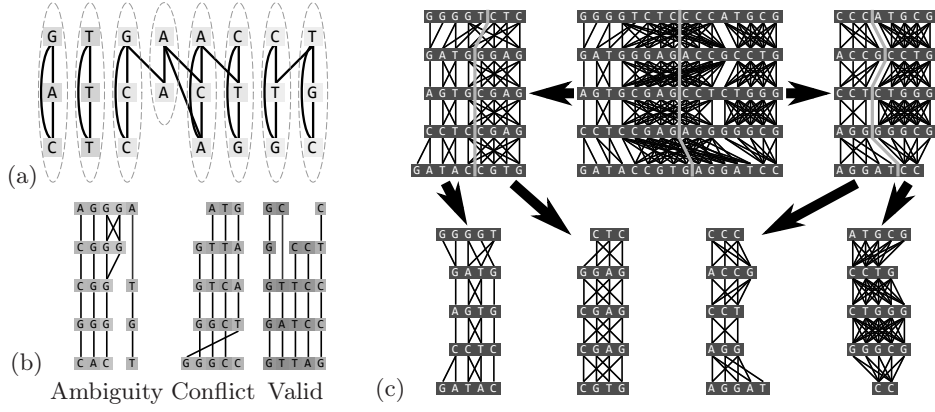 G T G A A C C T
A T C A C T T G
C T C A G G C
(a)
A G G G A
C G G G
C G G T
G G G G
C A C T
Ambiguity
A T G
G T T A
G T C A
G G C T
G G G C C
Conflict
G C C
G C C T
G T T C C
G A T C C
G T T A G
Valid
(b)
G G G G T C T C
G A T G G G A G
A G T G C G A G
C C T C C G A G
G A T A C C G T G
G G G G T C T C C C C A T G C G
G A T G G G A G A C C G C C T G
A G T G C G A G C C T C T G G G
C C T C C G A G A G G G G G C G
G A T A C C G T G A G G A T C C
C C C A T G C G
A C C G C C T G
C C T C T G G G
A G G G G G C G
A G G A T C C
G G G G T
G A T G
A G T G
C C T C
G A T A C
C T C
G G A G
C G A G
C G A G
C G T G
C C C
A C C G
C C T
A G G
A G G A T
A T G C G
C C T G
C T G G G
G G G C G
C C
(c)